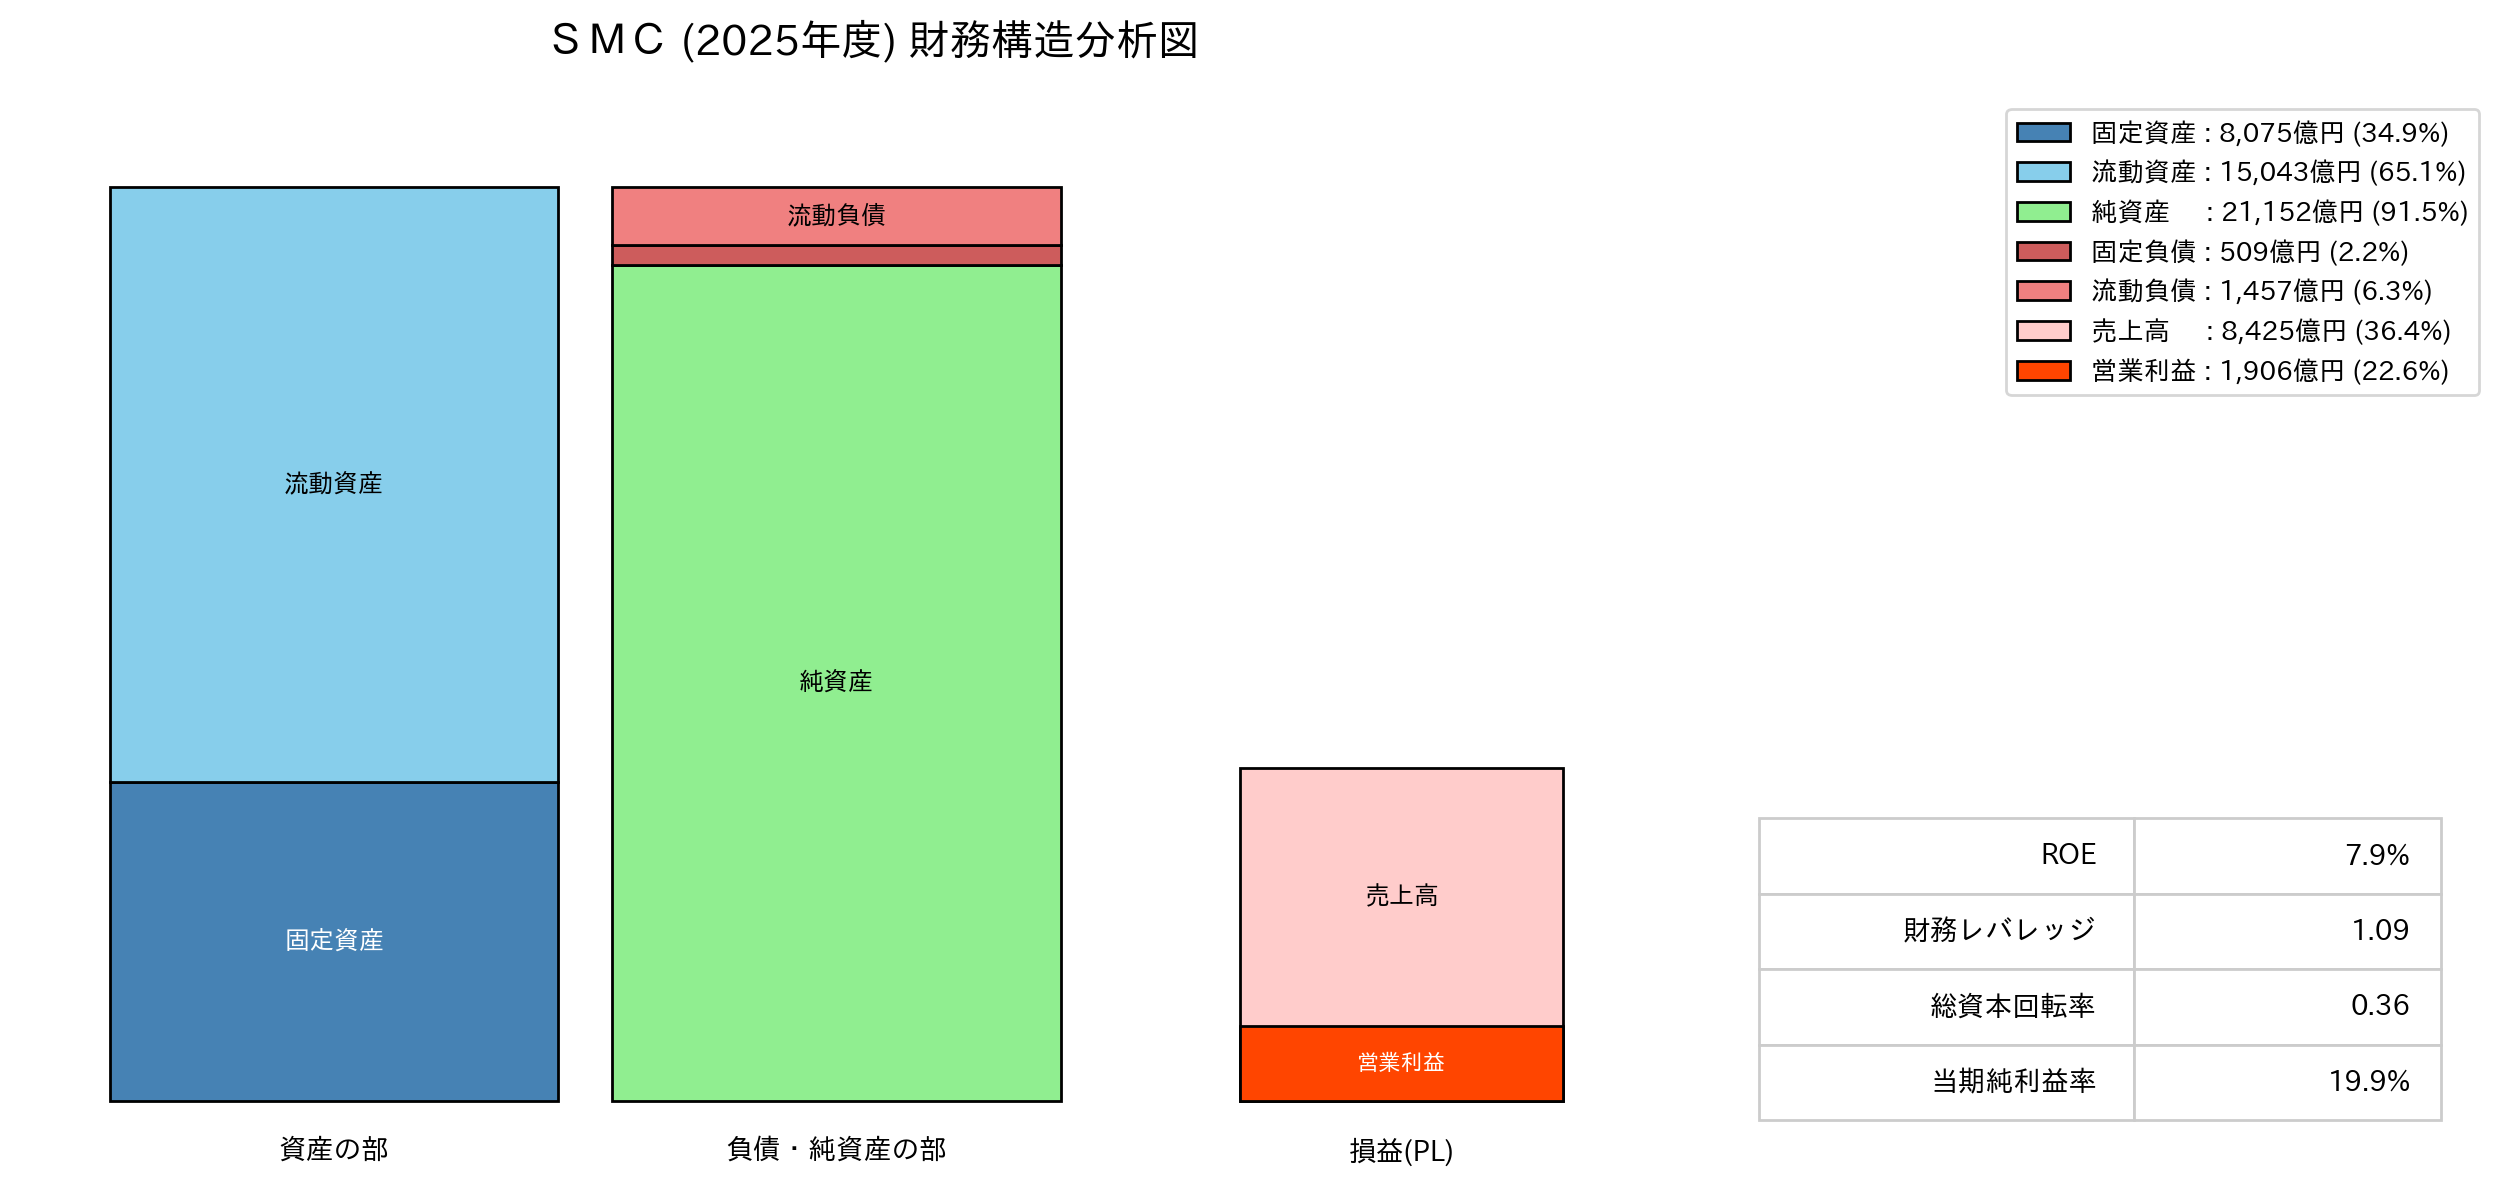 ＳＭＣ (2025年度) 財務構造分析図
固定資産 : 8,075億円 (34.9%)
流動資産 : 15,043億円 (65.1%)
純資産　 : 21,152億円 (91.5%)
固定負債 : 509億円 (2.2%)
流動負債 : 1,457億円 (6.3%)
売上高　 : 8,425億円 (36.4%)
営業利益 : 1,906億円 (22.6%)
流動資産
固定資産
流動負債
純資産
売上高
営業利益
資産の部
負債・純資産の部
損益(PL)
ROE 7.9%
財務レバレッジ 1.09
総資本回転率 0.36
当期純利益率 19.9%